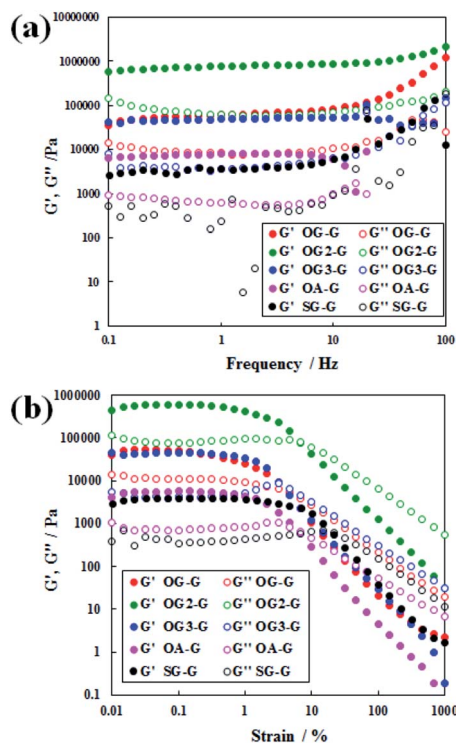 (a)
10000000
1000000
100000
10000
1000
100
10
1
G', G'' /Pa
G' OG-G G'' OG-G
G' OG2-G G'' OG2-G
G' OG3-G G'' OG3-G
G' OA-G G'' OA-G
G' SG-G G'' SG-G
0.1 1 10 100
Frequency / Hz
(b)
1000000
100000
10000
1000
100
10
1
0.1
G', G'' / Pa
G' OG-G G'' OG-G
G' OG2-G G'' OG2-G
G' OG3-G G'' OG3-G
G' OA-G G'' OA-G
G' SG-G G'' SG-G
0.01 0.1 1 10 100 1000
Strain / %